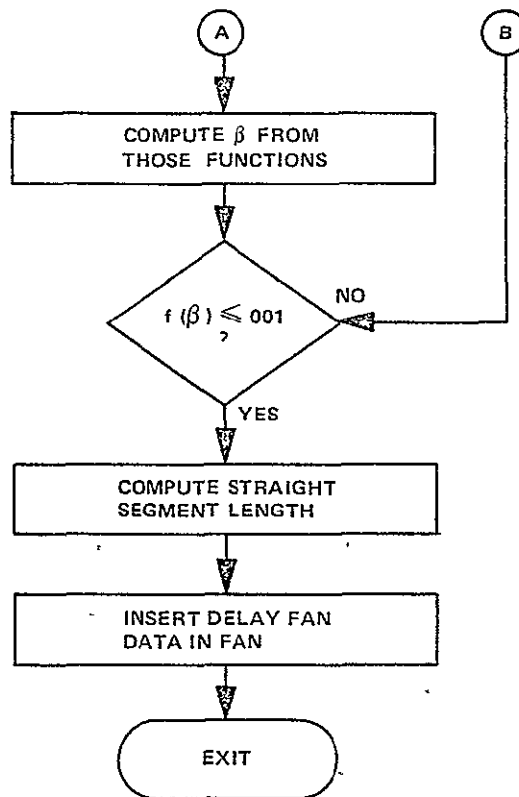 A
B
COMPUTE β FROM
THOSE FUNCTIONS
f (β) ⩽ 001
?
NO
YES
COMPUTE STRAIGHT
SEGMENT LENGTH
INSERT DELAY FAN
DATA IN FAN
EXIT